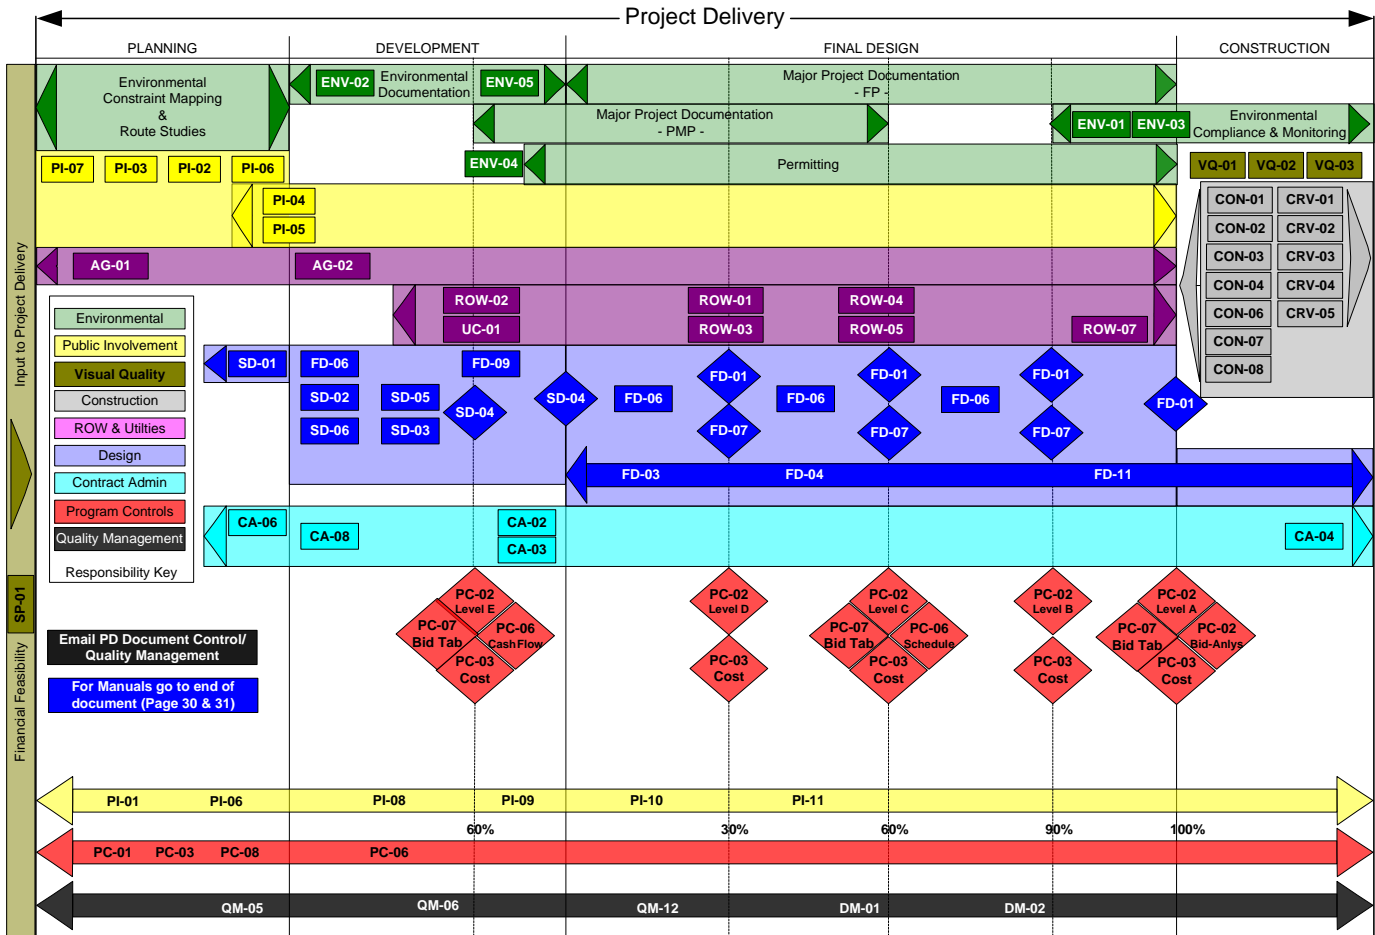 Project Delivery
PLANNING
DEVELOPMENT
FINAL DESIGN
CONSTRUCTION
Environmental
Constraint Mapping
&
Route Studies
ENV-02
Environmental
Documentation
ENV-05
Major Project Documentation
- FP -
Major Project Documentation
- PMP -
ENV-01
ENV-03
Environmental
Compliance & Monitoring
PI-07
PI-03
PI-02
PI-06
ENV-04
Permitting
VQ-01
VQ-02
VQ-03
PI-04
PI-05
CON-01
CRV-01
CON-02
CRV-02
CON-03
CRV-03
CON-04
CRV-04
CON-06
CRV-05
CON-07
CON-08
Input to Project Delivery
AG-01
AG-02
ROW-02
ROW-01
ROW-04
UC-01
ROW-03
ROW-05
ROW-07
Environmental
Public Involvement
Visual Quality
Construction
ROW & Utilties
Design
Contract Admin
Program Controls
Quality Management
Responsibility Key
SD-01
FD-06
FD-09
SD-02
SD-05
SD-04
SD-04
SD-06
SD-03
FD-06
FD-01
FD-07
FD-06
FD-01
FD-07
FD-06
FD-01
FD-07
FD-01
FD-03
FD-04
FD-11
CA-06
CA-08
CA-02
CA-03
CA-04
SP-01
Financial Feasibility
Email PD Document Control/
Quality Management
For Manuals go to end of
document (Page 30 & 31)
PC-02
Level E
PC-07
Bid Tab
PC-06
CashFlow
PC-03
Cost
PC-02
Level D
PC-03
Cost
PC-02
Level C
PC-07
Bid Tab
PC-06
Schedule
PC-03
Cost
PC-02
Level B
PC-03
Cost
PC-02
Level A
PC-07
Bid Tab
PC-02
Bid-Anlys
PC-03
Cost
PI-01
PI-06
PI-08
PI-09
PI-10
PI-11
60%
30%
60%
90%
100%
PC-01
PC-03
PC-08
PC-06
QM-05
QM-06
QM-12
DM-01
DM-02